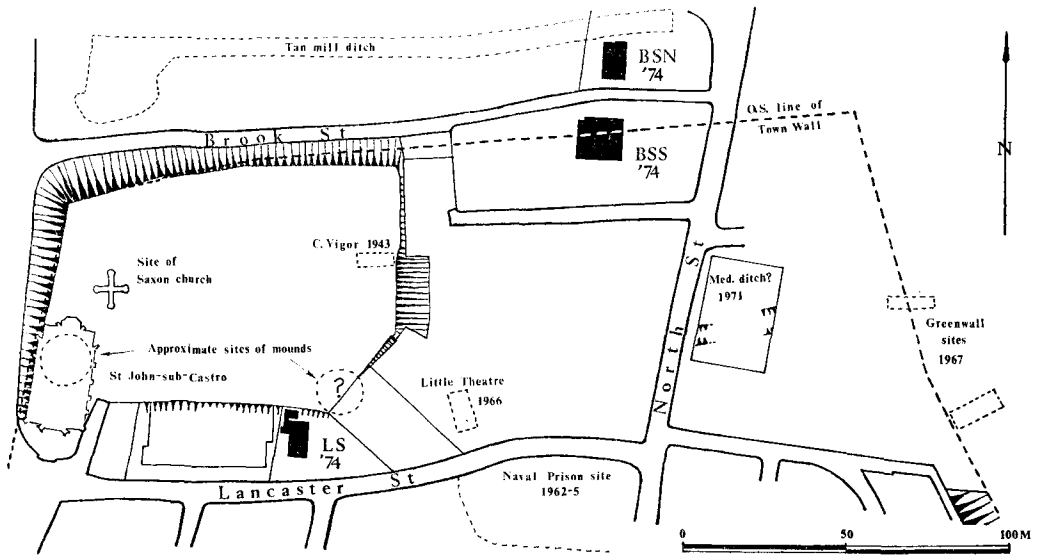 Tan mill ditch
BSN
'74
O.S. line of
Town Wall
Brook St
BSS
'74
N
C. Vigor 1943
Site of
Saxon church
North St
Med. ditch?
1971
Greenwall
sites
1967
Approximate sites of mounds
?
St John-sub-Castro
Little Theatre
1966
LS
'74
Lancaster St
Naval Prison site
1962-5
0 50 100 M